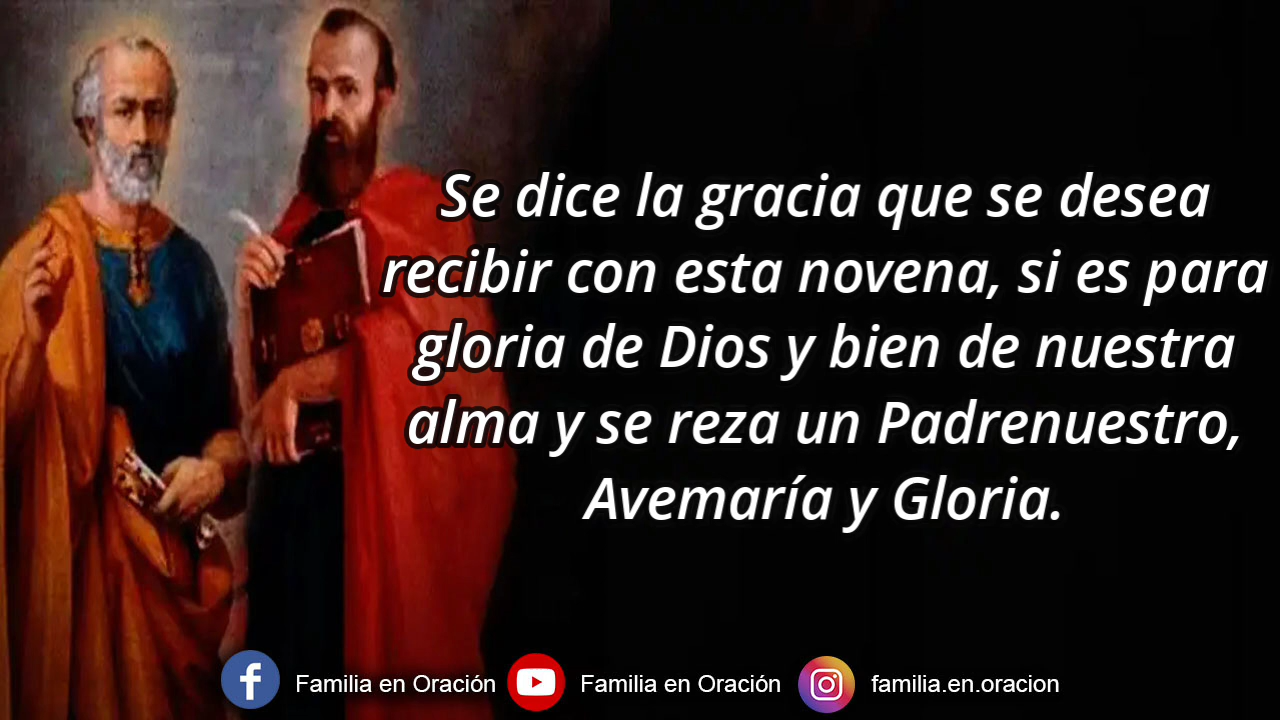 Se dice la gracia que se desea
recibir con esta novena, si es para
gloria de Dios y bien de nuestra
alma y se reza un Padrenuestro,
Avemaría y Gloria.
Familia en Oración
Familia en Oración
familia.en.oracion